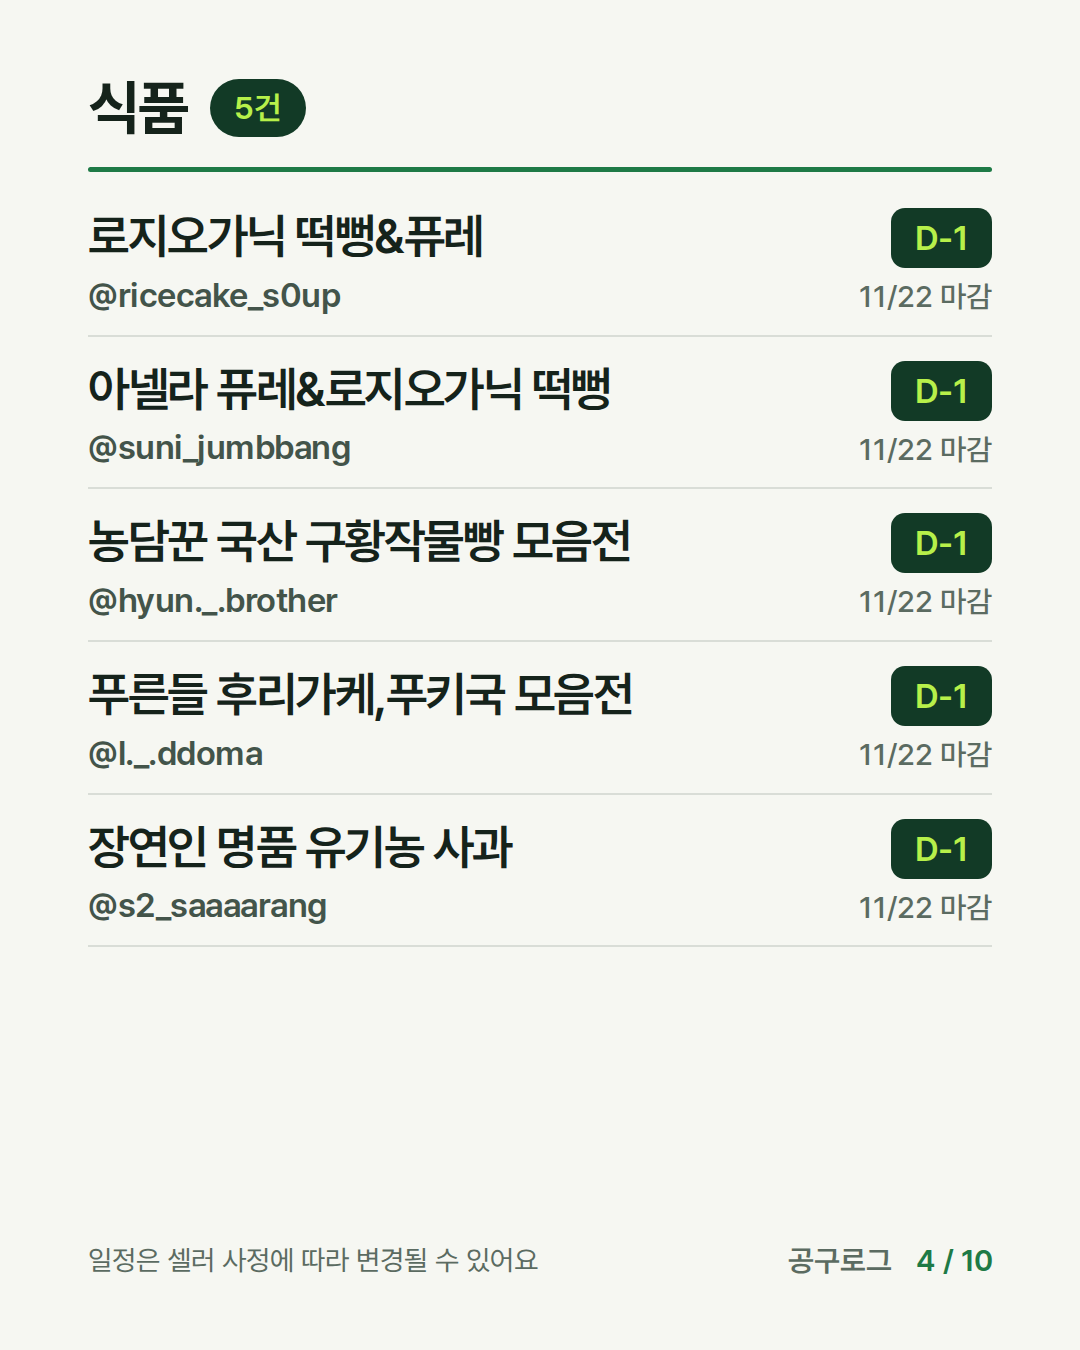 식품 5건
로지오가닉 떡뻥&퓨레 D-1
@ricecake_s0up 11/22 마감
아넬라 퓨레&로지오가닉 떡뻥 D-1
@suni_jumbbang 11/22 마감
농담꾼 국산 구황작물빵 모음전 D-1
@hyun._.brother 11/22 마감
푸른들 후리가케,푸키국 모음전 D-1
@l._.ddoma 11/22 마감
장연인 명품 유기농 사과 D-1
@s2_saaaarang 11/22 마감
일정은 셀러 사정에 따라 변경될 수 있어요 공구로그 4 / 10